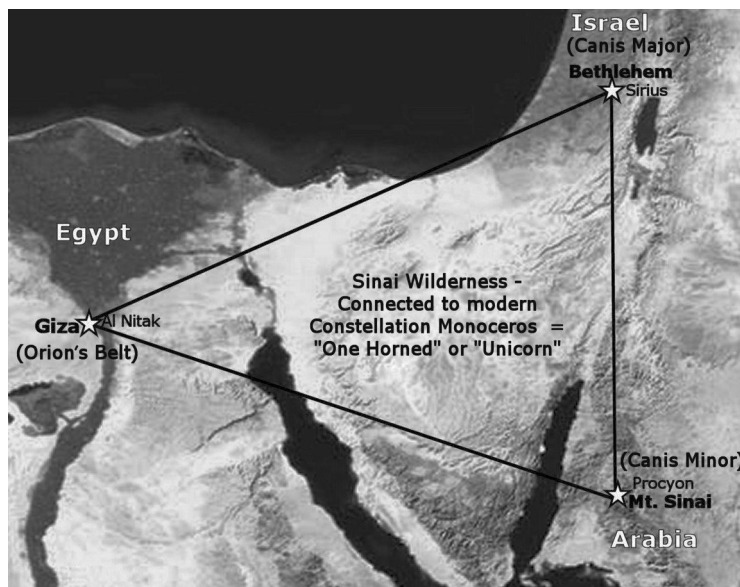 Israel
(Canis Major)
Bethlehem
Sirius
Egypt
Sinai Wilderness -
Connected to modern
Constellation Monoceros =
"One Horned" or "Unicorn"
Giza Al Nitak
(Orion's Belt)
(Canis Minor)
Procyon
Mt. Sinai
Arabia